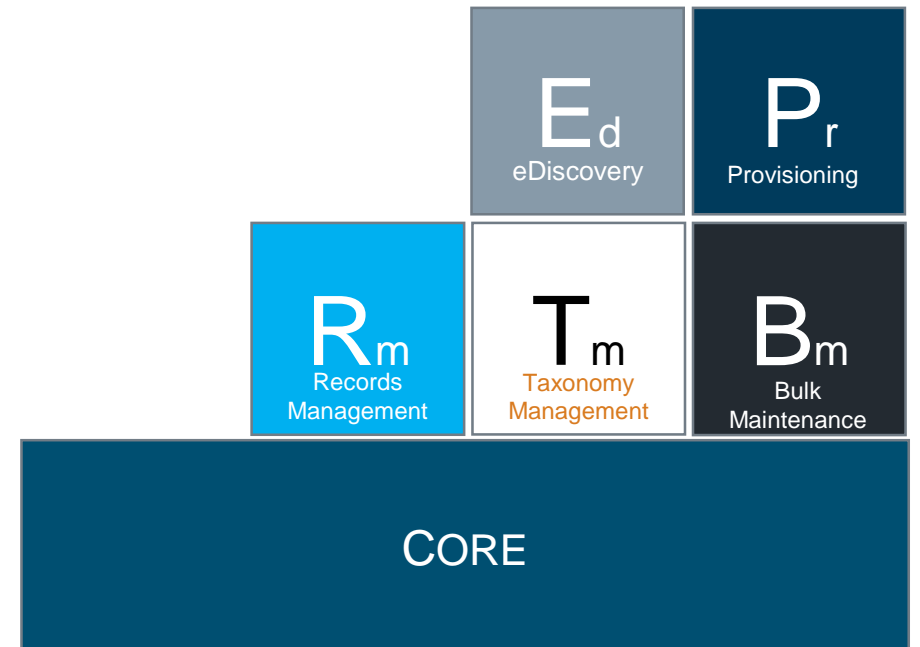 Ed
eDiscovery
Pr
Provisioning
Rm
Records
Management
Tm
Taxonomy
Management
Bm
Bulk
Maintenance
CORE